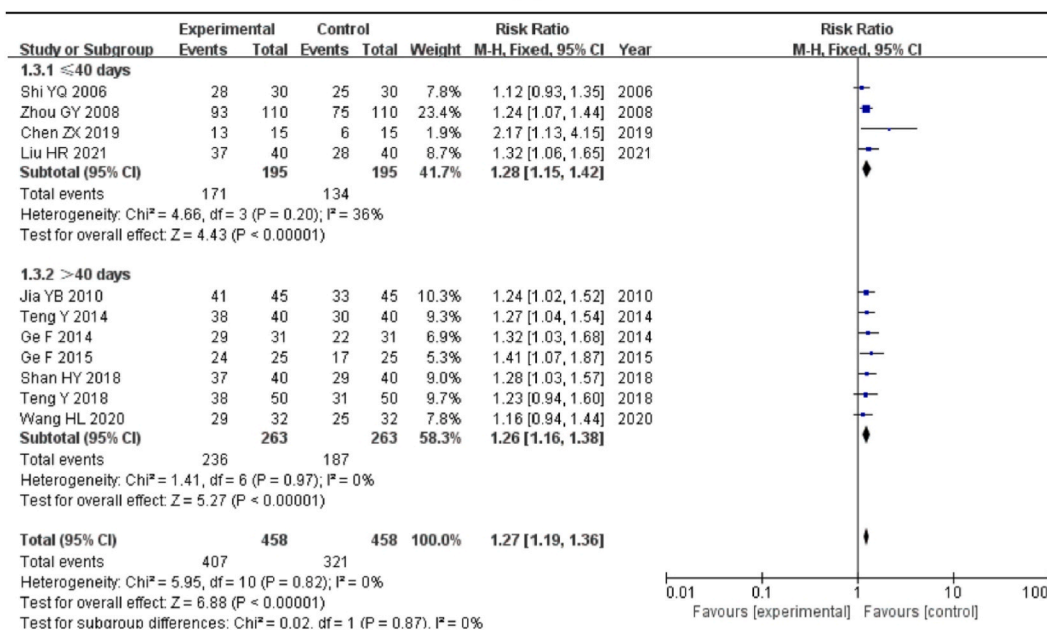 Experimental Control Risk Ratio Risk Ratio
Study or Subgroup Events Total Events Total Weight M-H, Fixed, 95% CI Year M-H, Fixed, 95% CI
1.3.1 ≤40 days
Shi YQ 2006 28 30 25 30 7.8% 1.12 [0.93, 1.35] 2006
Zhou GY 2008 93 110 75 110 23.4% 1.24 [1.07, 1.44] 2008
Chen ZX 2019 13 15 6 15 1.9% 2.17 [1.13, 4.15] 2019
Liu HR 2021 37 40 28 40 8.7% 1.32 [1.06, 1.65] 2021
Subtotal (95% CI) 195 195 41.7% 1.28 [1.15, 1.42]
Total events 171 134
Heterogeneity: Chi² = 4.66, df = 3 (P = 0.20); I² = 36%
Test for overall effect: Z = 4.43 (P < 0.00001)
1.3.2 >40 days
Jia YB 2010 41 45 33 45 10.3% 1.24 [1.02, 1.52] 2010
Teng Y 2014 38 40 30 40 9.3% 1.27 [1.04, 1.54] 2014
Ge F 2014 29 31 22 31 6.9% 1.32 [1.03, 1.68] 2014
Ge F 2015 24 25 17 25 5.3% 1.41 [1.07, 1.87] 2015
Shan HY 2018 37 40 29 40 9.0% 1.28 [1.03, 1.57] 2018
Teng Y 2018 38 50 31 50 9.7% 1.23 [0.94, 1.60] 2018
Wang HL 2020 29 32 25 32 7.8% 1.16 [0.94, 1.44] 2020
Subtotal (95% CI) 263 263 58.3% 1.26 [1.16, 1.38]
Total events 236 187
Heterogeneity: Chi² = 1.41, df = 6 (P = 0.97); I² = 0%
Test for overall effect: Z = 5.27 (P < 0.00001)
Total (95% CI) 458 458 100.0% 1.27 [1.19, 1.36]
Total events 407 321
Heterogeneity: Chi² = 5.95, df = 10 (P = 0.82); I² = 0%
Test for overall effect: Z = 6.88 (P < 0.00001)
Test for subgroup differences: Chi² = 0.02, df = 1 (P = 0.87), I² = 0%
0.01 0.1 1 10 100
Favours [experimental] Favours [control]